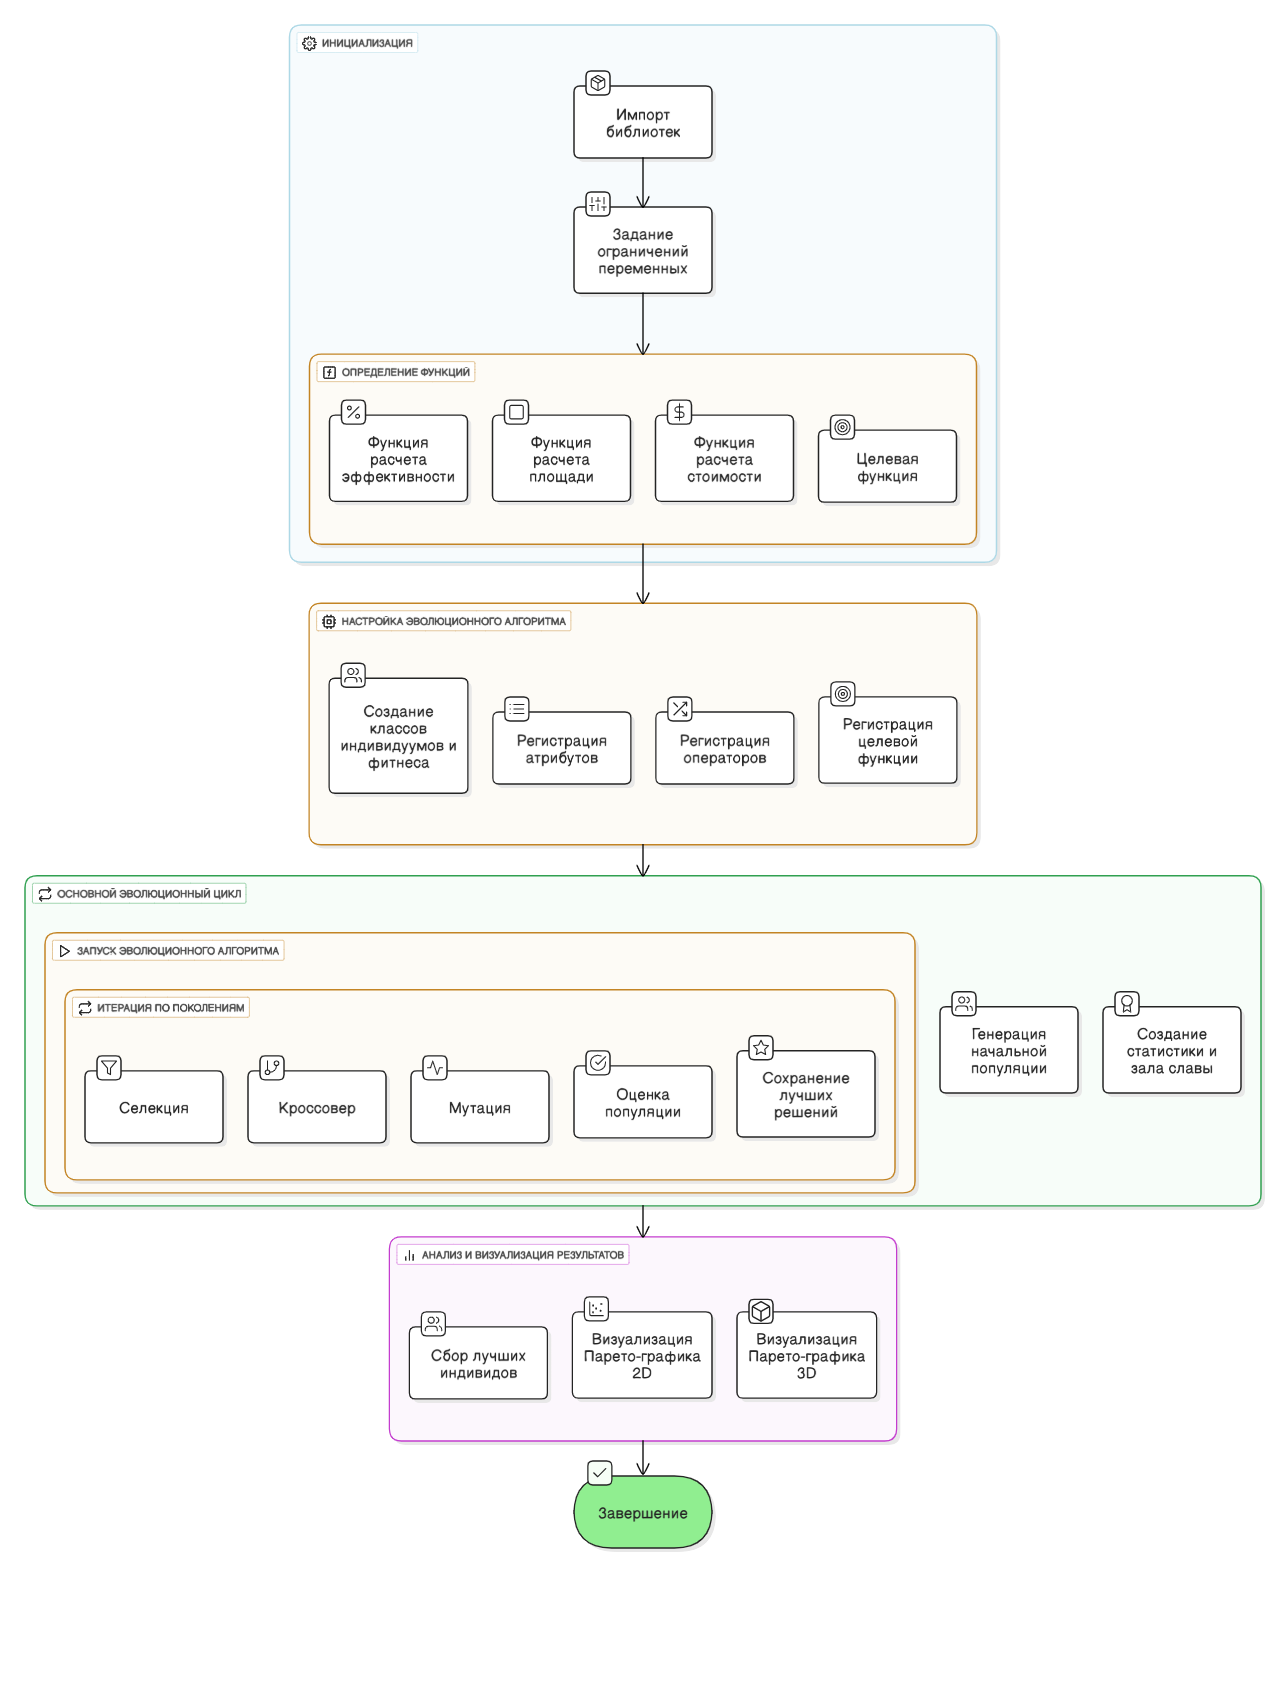 ИНИЦИАЛИЗАЦИЯ
Импорт
библиотек
Задание
ограничений
переменных
ОПРЕДЕЛЕНИЕ ФУНКЦИЙ
Функция
расчета
эффективности
Функция
расчета
площади
Функция
расчета
стоимости
Целевая
функция
НАСТРОЙКА ЭВОЛЮЦИОННОГО АЛГОРИТМА
Создание
классов
индивидуумов и
фитнеса
Регистрация
атрибутов
Регистрация
операторов
Регистрация
целевой
функции
ОСНОВНОЙ ЭВОЛЮЦИОННЫЙ ЦИКЛ
ЗАПУСК ЭВОЛЮЦИОННОГО АЛГОРИТМА
ИТЕРАЦИЯ ПО ПОКОЛЕНИЯМ
Селекция
Кроссовер
Мутация
Оценка
популяции
Сохранение
лучших
решений
Генерация
начальной
популяции
Создание
статистики и
зала славы
АНАЛИЗ И ВИЗУАЛИЗАЦИЯ РЕЗУЛЬТАТОВ
Сбор лучших
индивидов
Визуализация
Парето-графика
2D
Визуализация
Парето-графика
3D
Завершение